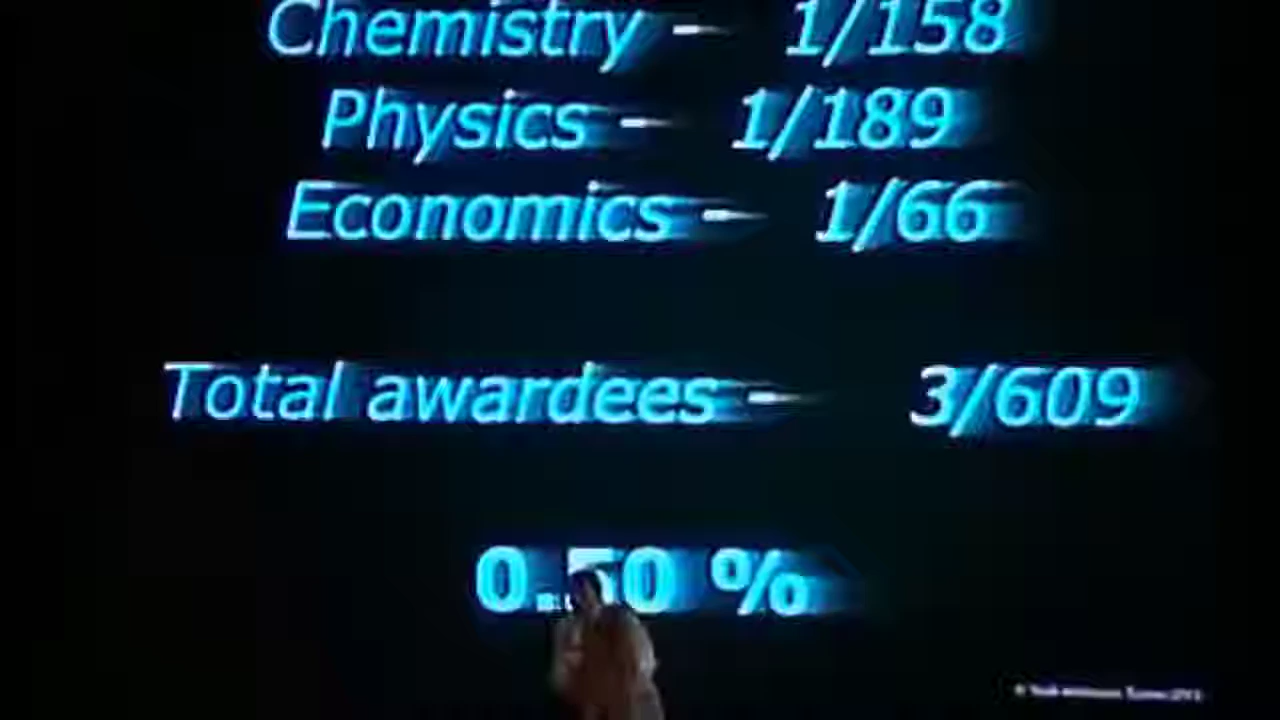 Chemistry - 1/158
Physics - 1/189
Economics - 1/66
Total awardees - 3/609
0.50 %